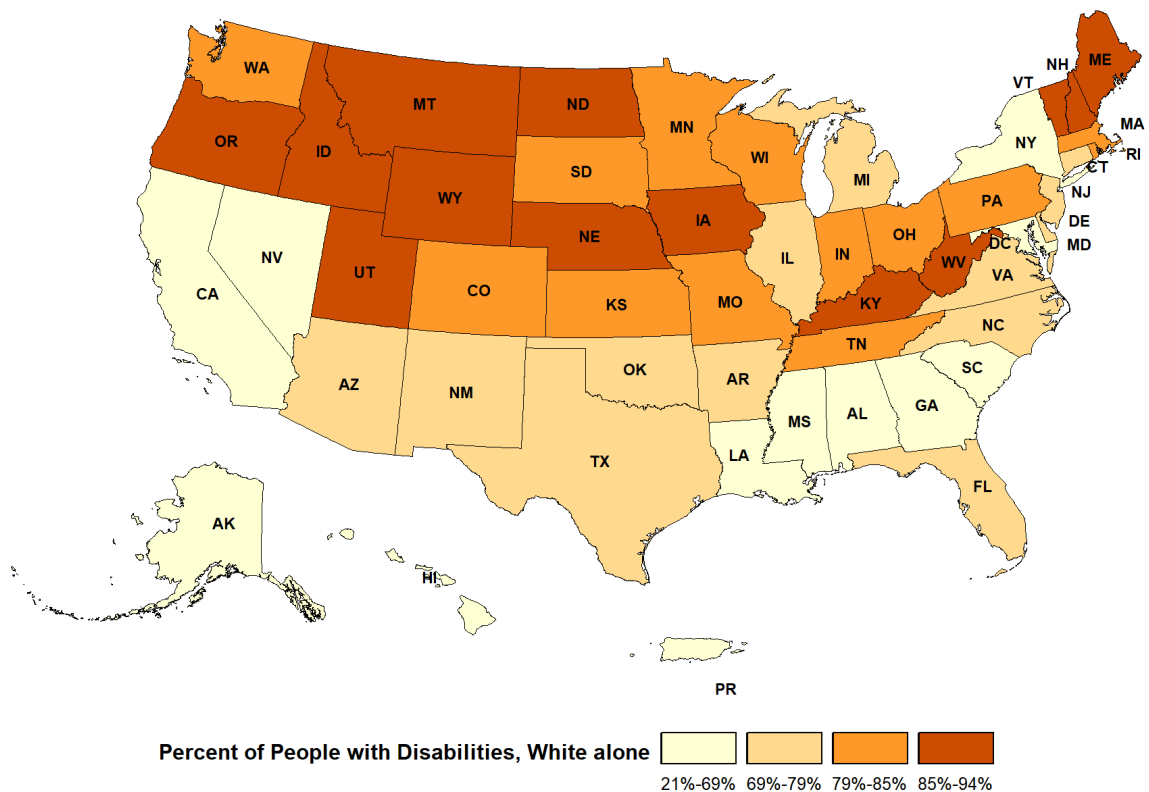 ME
NH
VT
WA
MT
ND
MN
MA
OR
ID
NY
RI
WI
CT
SD
MI
NJ
WY
PA
DE
IA
NE
OH
DC
MD
NV
IL
IN
WV
UT
VA
CA
CO
KS
MO
KY
NC
TN
OK
SC
AZ
NM
AR
GA
MS
AL
LA
TX
FL
AK
HI
PR
Percent of People with Disabilities, White alone
21%-69% 69%-79% 79%-85% 85%-94%